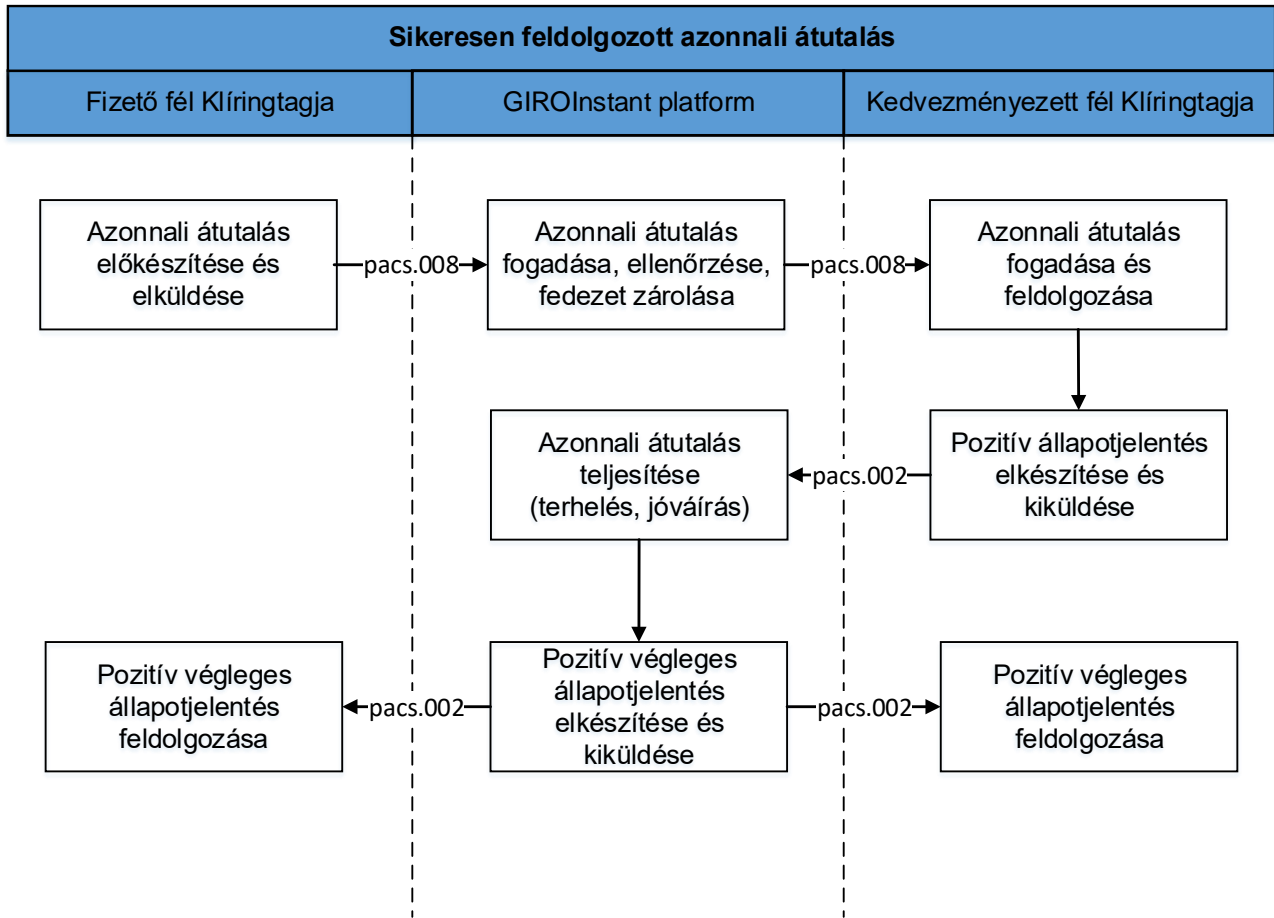 Sikeresen feldolgozott azonnali átutalás
Fizető fél Klíringtagja
GIROInstant platform
Kedvezményezett fél Klíringtagja
Azonnali átutalás
előkészítése és
elküldése
pacs.008
Azonnali átutalás
fogadása, ellenőrzése,
fedezet zárolása
pacs.008
Azonnali átutalás
fogadása és
feldolgozása
Pozitív állapotjelentés
elkészítése és
kiküldése
pacs.002
Azonnali átutalás
teljesítése
(terhelés, jóváírás)
Pozitív végleges
állapotjelentés
elkészítése és
kiküldése
pacs.002
Pozitív végleges
állapotjelentés
feldolgozása
pacs.002
Pozitív végleges
állapotjelentés
feldolgozása